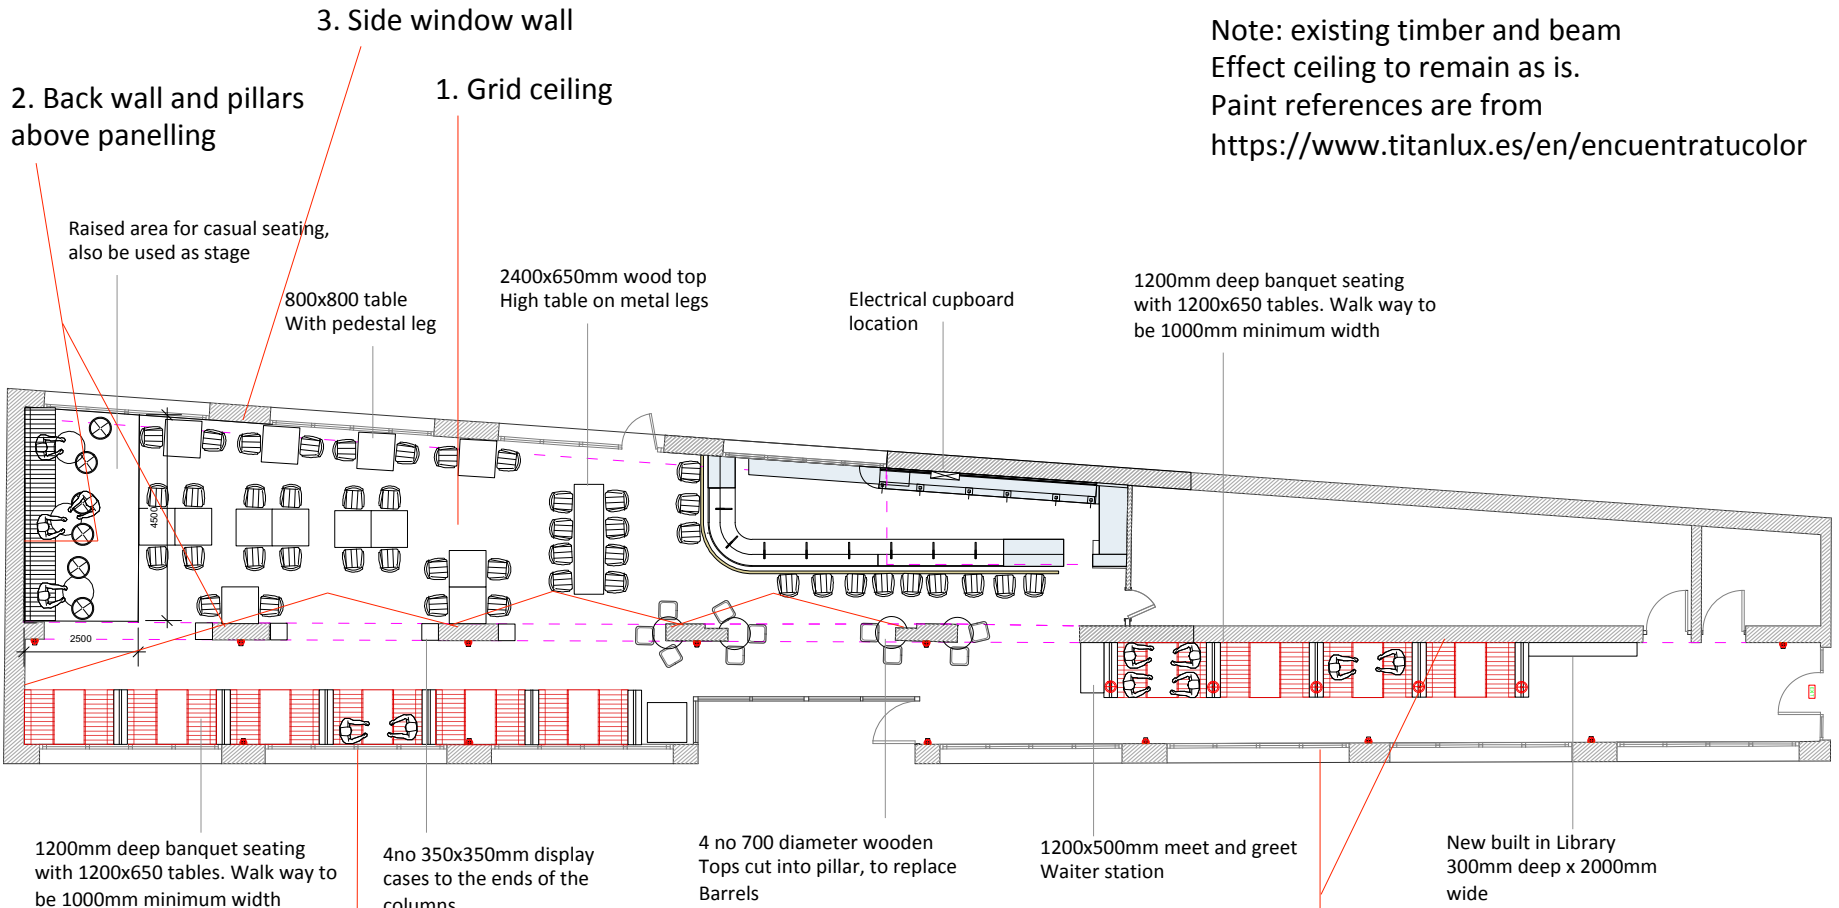 3. Side window wall
Note: existing timber and beam
Effect ceiling to remain as is.
Paint references are from
https://www.titanlux.es/en/encuentratucolor
1. Grid ceiling
2. Back wall and pillars
above panelling
Raised area for casual seating,
also be used as stage
800x800 table
With pedestal leg
2400x650mm wood top
High table on metal legs
Electrical cupboard
location
1200mm deep banquet seating
with 1200x650 tables. Walk way to
be 1000mm minimum width
4500
2500
1200mm deep banquet seating
with 1200x650 tables. Walk way to
be 1000mm minimum width
4no 350x350mm display
cases to the ends of the
columns
4 no 700 diameter wooden
Tops cut into pillar, to replace
Barrels
1200x500mm meet and greet
Waiter station
New built in Library
300mm deep x 2000mm
wide